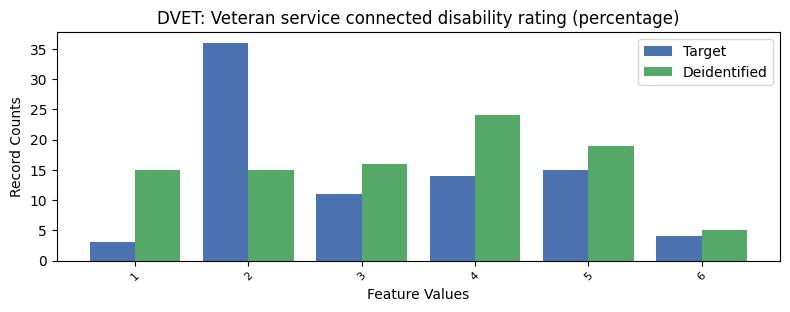 DVET: Veteran service connected disability rating (percentage)
Target
Deidentified
35
30
25
20
15
10
5
0
Record Counts
1 2 3 4 5 6
Feature Values